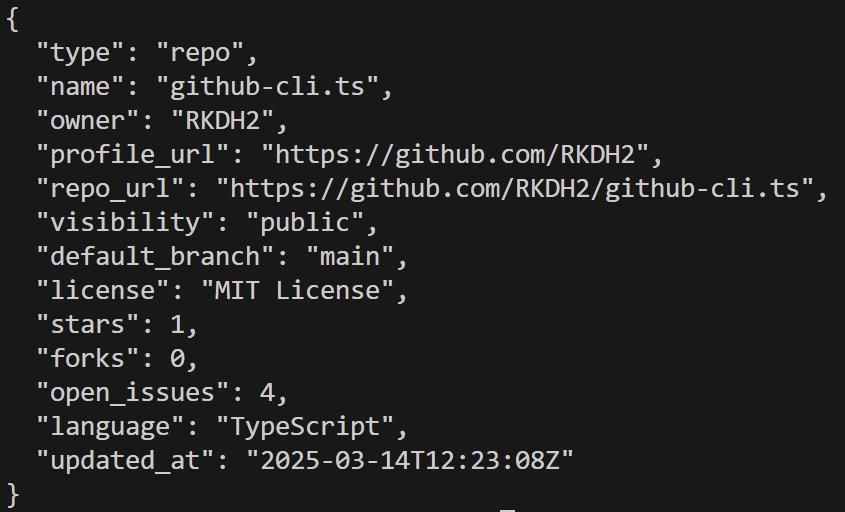 {
  "type": "repo",
  "name": "github-cli.ts",
  "owner": "RKDH2",
  "profile_url": "https://github.com/RKDH2",
  "repo_url": "https://github.com/RKDH2/github-cli.ts",
  "visibility": "public",
  "default_branch": "main",
  "license": "MIT License",
  "stars": 1,
  "forks": 0,
  "open_issues": 4,
  "language": "TypeScript",
  "updated_at": "2025-03-14T12:23:08Z"
}